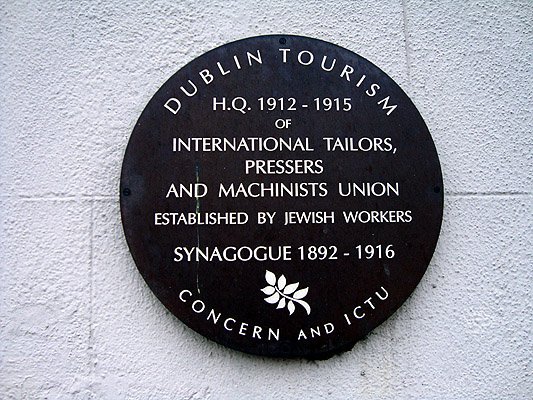 DUBLIN TOURISM
H.Q. 1912 - 1915
OF
INTERNATIONAL TAILORS,
PRESSERS
AND MACHINISTS UNION
ESTABLISHED BY JEWISH WORKERS
SYNAGOGUE 1892 - 1916
CONCERN AND ICTU